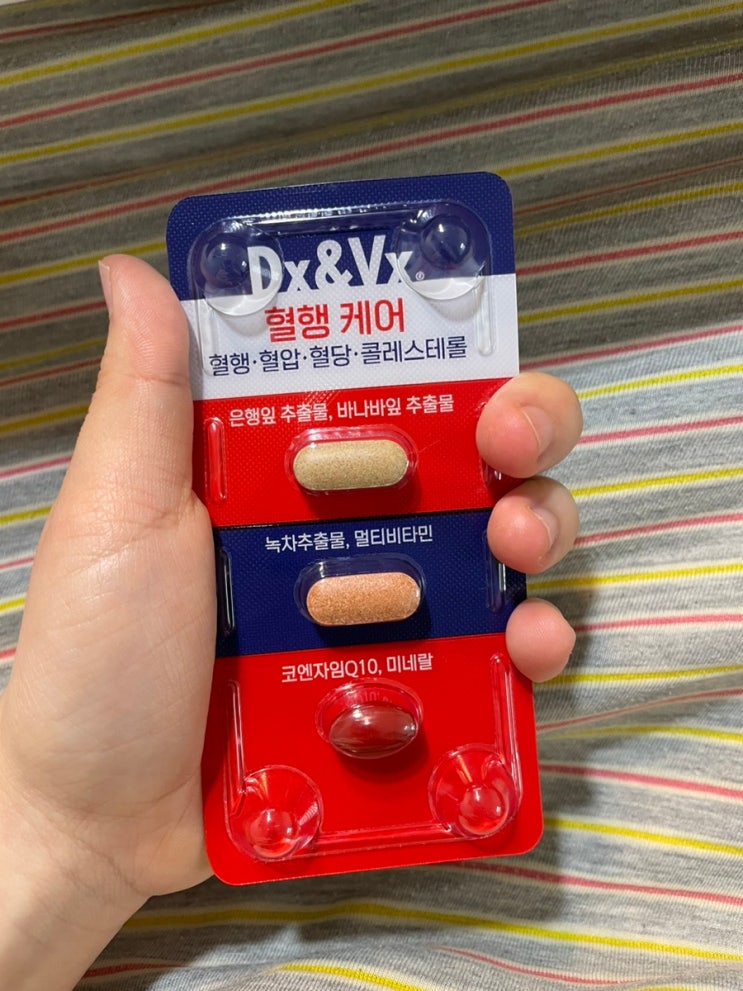 Dx&Vx®
혈행 케어
혈행·혈압·혈당·콜레스테롤
은행잎 추출물, 바나바잎 추출물
녹차추출물, 멀티비타민
코엔자임Q10, 미네랄